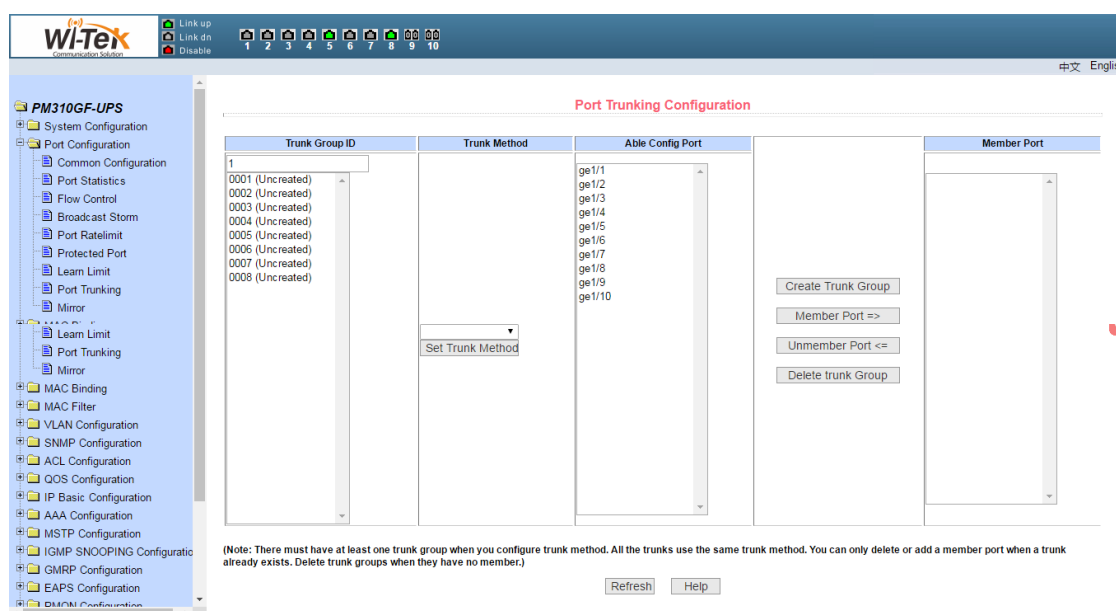 Wi-Tek
Communication Solution
Link up
Link dn
Disable
1 2 3 4 5 6 7 8 9 10
中文 Englis
PM310GF-UPS
System Configuration
Port Configuration
Common Configuration
Port Statistics
Flow Control
Broadcast Storm
Port Ratelimit
Protected Port
Learn Limit
Port Trunking
Mirror
Learn Limit
Port Trunking
Mirror
MAC Binding
MAC Filter
VLAN Configuration
SNMP Configuration
ACL Configuration
QOS Configuration
IP Basic Configuration
AAA Configuration
MSTP Configuration
IGMP SNOOPING Configuratio
GMRP Configuration
EAPS Configuration
RMON Configuration
Port Trunking Configuration
Trunk Group ID Trunk Method Able Config Port Member Port
1
0001 (Uncreated)
0002 (Uncreated)
0003 (Uncreated)
0004 (Uncreated)
0005 (Uncreated)
0006 (Uncreated)
0007 (Uncreated)
0008 (Uncreated)
Set Trunk Method
ge1/1
ge1/2
ge1/3
ge1/4
ge1/5
ge1/6
ge1/7
ge1/8
ge1/9
ge1/10
Create Trunk Group
Member Port =>
Unmember Port <=
Delete trunk Group
(Note: There must have at least one trunk group when you configure trunk method. All the trunks use the same trunk method. You can only delete or add a member port when a trunk
already exists. Delete trunk groups when they have no member.)
Refresh Help